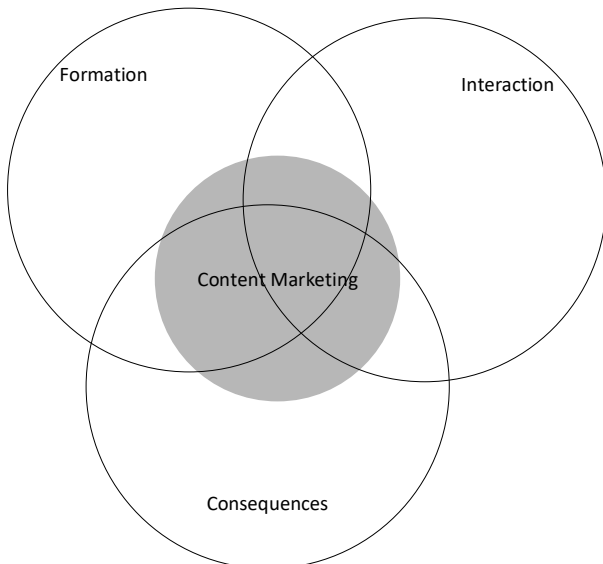 Formation
Interaction
Content Marketing
Consequences